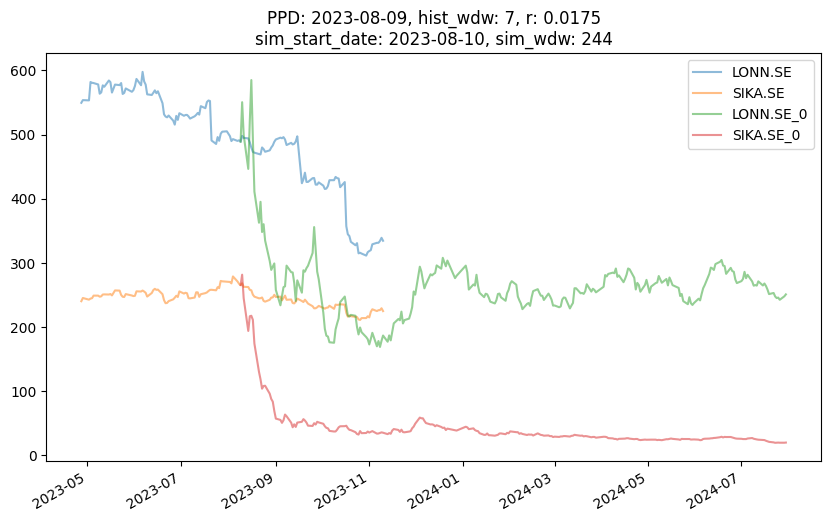 PPD: 2023-08-09, hist_wdw: 7, r: 0.0175
sim_start_date: 2023-08-10, sim_wdw: 244
LONN.SE
SIKA.SE
LONN.SE_0
SIKA.SE_0
600
500
400
300
200
100
0
2023-05
2023-07
2023-09
2023-11
2024-01
2024-03
2024-05
2024-07